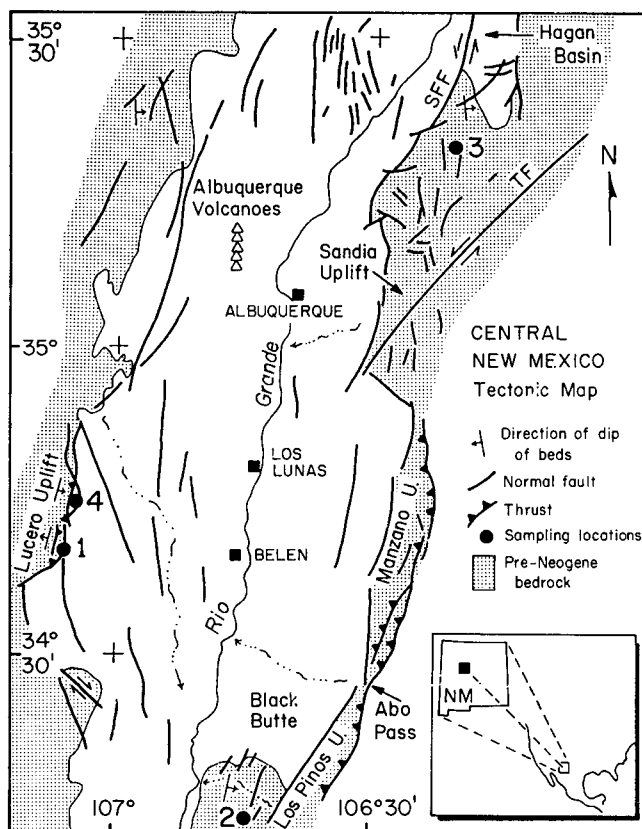 35°
30'
Hagan
Basin
SFF
3
TF
N
Albuquerque
Volcanoes
Sandia
Uplift
ALBUQUERQUE
35°
Rio Grande
CENTRAL
NEW MEXICO
Tectonic Map
Direction of dip
of beds
Normal fault
Thrust
Sampling locations
Pre-Neogene
bedrock
LOS
LUNAS
Lucero Uplift
4
1
BELEN
Manzano U.
34°
30'
Black
Butte
Abo
Pass
Los Pinos U.
2
107°
106°30'
NM